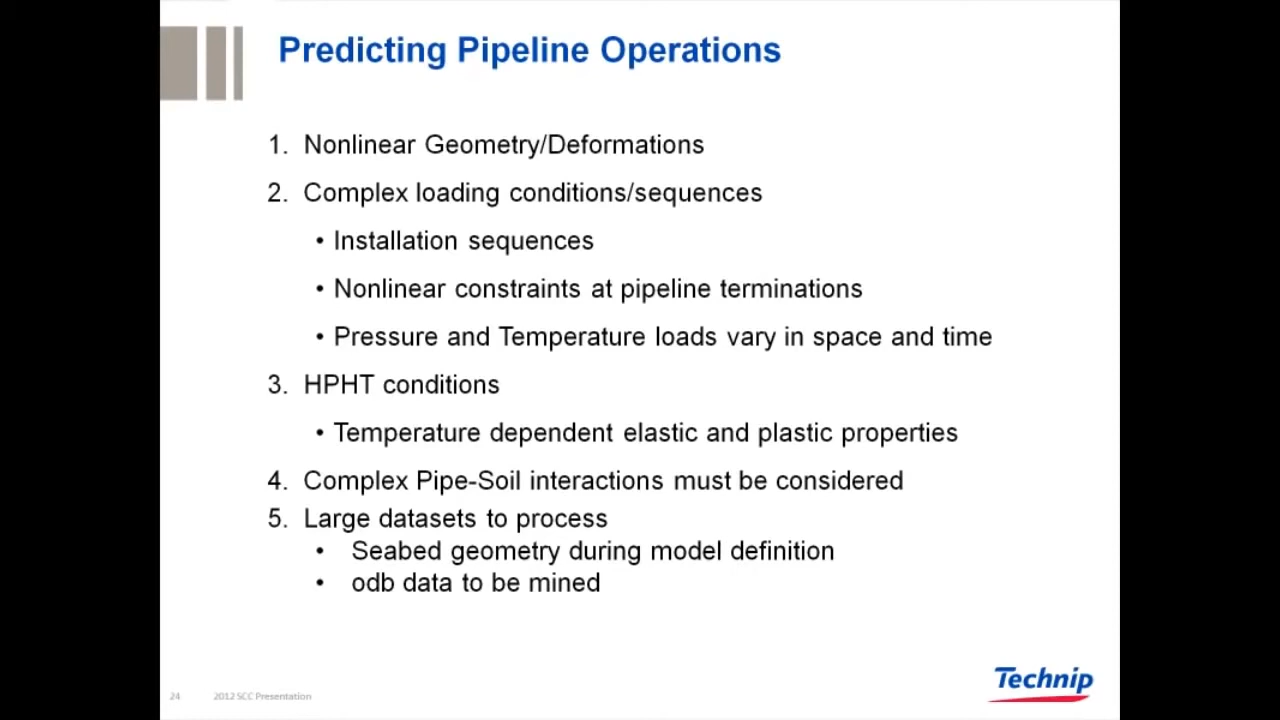 Predicting Pipeline Operations
1. Nonlinear Geometry/Deformations
2. Complex loading conditions/sequences
• Installation sequences
• Nonlinear constraints at pipeline terminations
• Pressure and Temperature loads vary in space and time
3. HPHT conditions
• Temperature dependent elastic and plastic properties
4. Complex Pipe-Soil interactions must be considered
5. Large datasets to process
• Seabed geometry during model definition
• odb data to be mined
24 2012 SCC Presentation
Technip